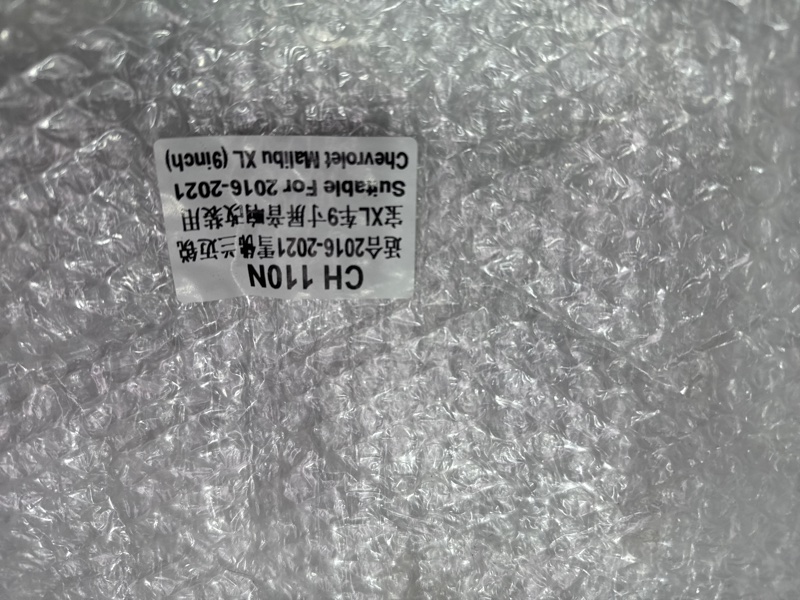 CH 110N
适合2016-2021雪佛兰迈锐
宝XL车9寸屏音响改装用
Suitable For 2016-2021
Chevrolet Malibu XL (9inch)